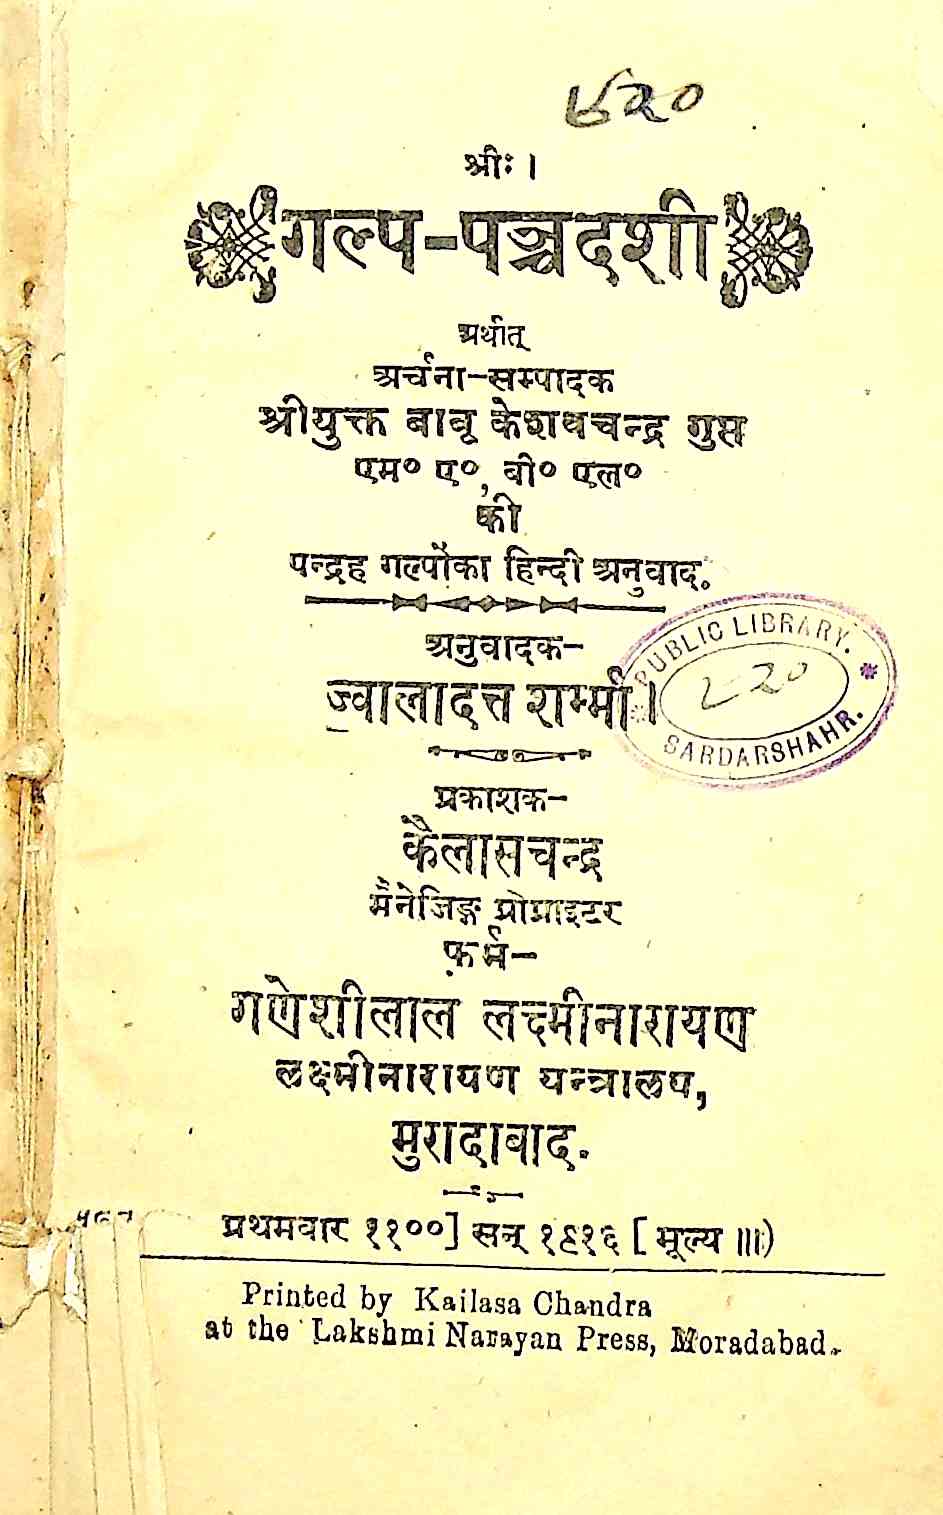 ८२०
श्रीः।
गल्प-पञ्चदशी
अर्थात्
अर्चना-सम्पादक
श्रीयुक्त बाबू केशवचन्द्र गुप्त
एम० ए०, बी० एल०
की
पन्द्रह गल्पोंका हिन्दी अनुवाद.
अनुवादक-
ज्वालादत्त शर्म्मा।
PUBLIC LIBRARY.
८२०
SARDARSHAHR.
प्रकाशक-
कैलासचन्द्र
मैनेजिङ्ग प्रोप्राइटर
फ़र्म-
गणेशीलाल लक्ष्मीनारायण
लक्ष्मीनारायण यन्त्रालय,
मुरादाबाद.
प्रथमवार ११००] सन् १९१६ [ मूल्य ॥।)
Printed by Kailasa Chandra
at the Lakshmi Narayan Press, Moradabad.